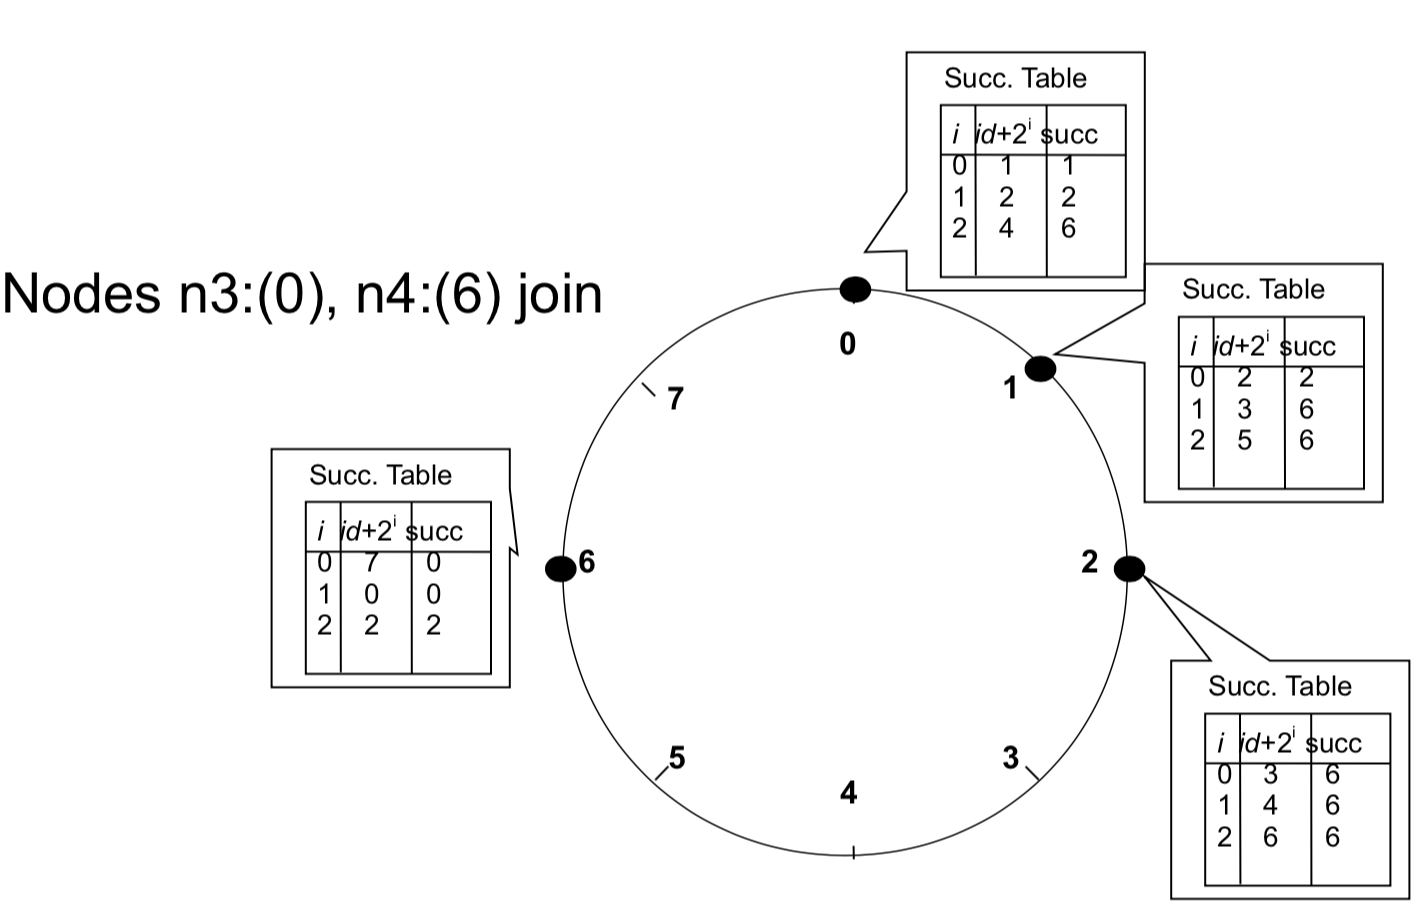 Succ. Table
i id+2^i succ
0 1 1
1 2 2
2 4 6
Nodes n3:(0), n4:(6) join
Succ. Table
i id+2^i succ
0 2 2
1 3 6
2 5 6
0
1
7
Succ. Table
i id+2^i succ
0 7 0
1 0 0
2 2 2
6
2
5
3
4
Succ. Table
i id+2^i succ
0 3 6
1 4 6
2 6 6